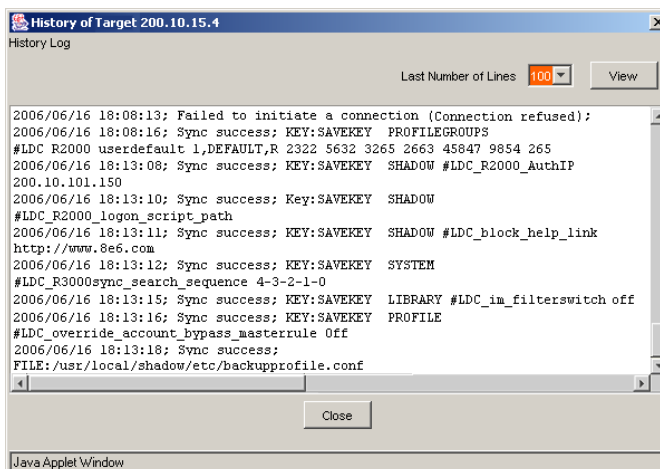 History of Target 200.10.15.4
History Log
Last Number of Lines 100 View
2006/06/16 18:08:13; Failed to initiate a connection (Connection refused);
2006/06/16 18:08:16; Sync success; KEY:SAVEKEY PROFILEGROUPS
#LDC R2000 userdefault 1,DEFAULT,R 2322 5632 3265 2663 45847 9854 265
2006/06/16 18:13:08; Sync success; KEY:SAVEKEY SHADOW #LDC_R2000_AuthIP
200.10.101.150
2006/06/16 18:13:10; Sync success; Key:SAVEKEY SHADOW
#LDC_R2000_logon_script_path
2006/06/16 18:13:11; Sync success; KEY:SAVEKEY SHADOW #LDC_block_help_link
http://www.8e6.com
2006/06/16 18:13:12; Sync success; KEY:SAVEKEY SYSTEM
#LDC_R3000sync_search_sequence 4-3-2-1-0
2006/06/16 18:13:15; Sync success; KEY:SAVEKEY LIBRARY #LDC_im_filterswitch off
2006/06/16 18:13:16; Sync success; KEY:SAVEKEY PROFILE
#LDC_override_account_bypass_masterrule Off
2006/06/16 18:13:18; Sync success;
FILE:/usr/local/shadow/etc/backupprofile.conf
Close
Java Applet Window